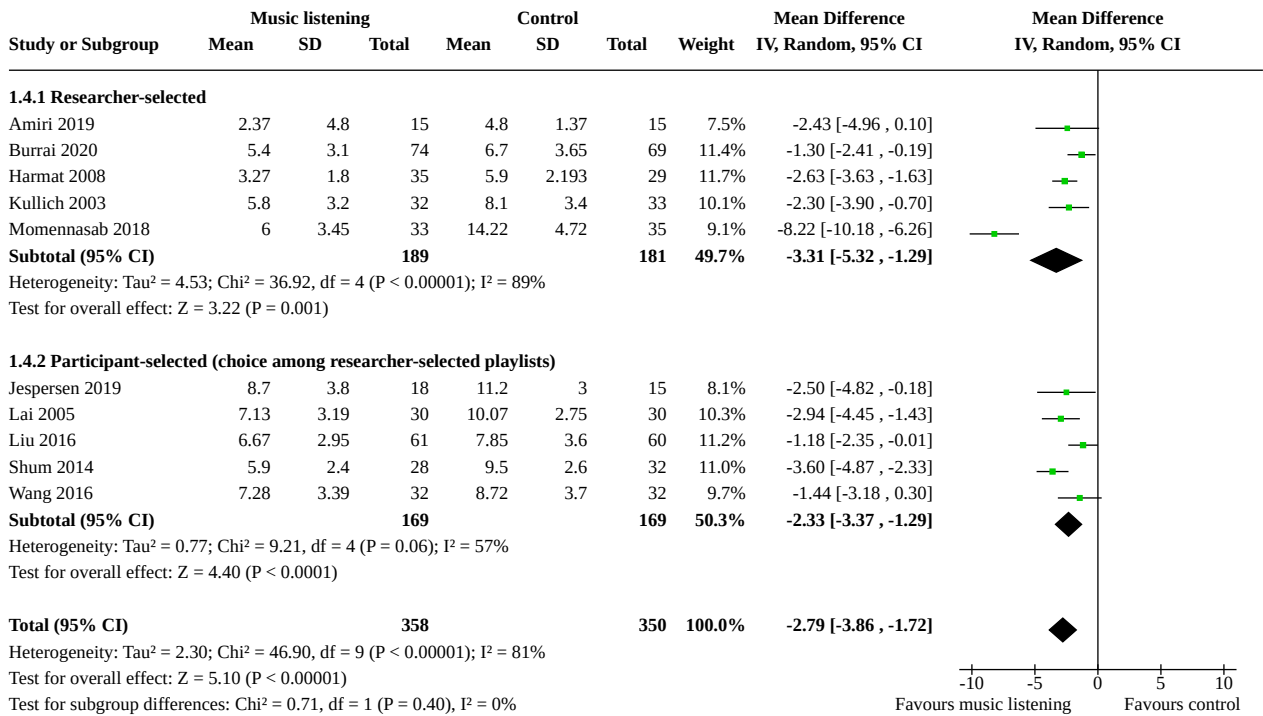 Music listening Control Mean Difference Mean Difference
Study or Subgroup Mean SD Total Mean SD Total Weight IV, Random, 95% CI IV, Random, 95% CI
1.4.1 Researcher-selected
Amiri 2019 2.37 4.8 15 4.8 1.37 15 7.5% -2.43 [-4.96 , 0.10]
Burrai 2020 5.4 3.1 74 6.7 3.65 69 11.4% -1.30 [-2.41 , -0.19]
Harmat 2008 3.27 1.8 35 5.9 2.193 29 11.7% -2.63 [-3.63 , -1.63]
Kullich 2003 5.8 3.2 32 8.1 3.4 33 10.1% -2.30 [-3.90 , -0.70]
Momennasab 2018 6 3.45 33 14.22 4.72 35 9.1% -8.22 [-10.18 , -6.26]
Subtotal (95% CI) 189 181 49.7% -3.31 [-5.32 , -1.29]
Heterogeneity: Tau² = 4.53; Chi² = 36.92, df = 4 (P < 0.00001); I² = 89%
Test for overall effect: Z = 3.22 (P = 0.001)
1.4.2 Participant-selected (choice among researcher-selected playlists)
Jespersen 2019 8.7 3.8 18 11.2 3 15 8.1% -2.50 [-4.82 , -0.18]
Lai 2005 7.13 3.19 30 10.07 2.75 30 10.3% -2.94 [-4.45 , -1.43]
Liu 2016 6.67 2.95 61 7.85 3.6 60 11.2% -1.18 [-2.35 , -0.01]
Shum 2014 5.9 2.4 28 9.5 2.6 32 11.0% -3.60 [-4.87 , -2.33]
Wang 2016 7.28 3.39 32 8.72 3.7 32 9.7% -1.44 [-3.18 , 0.30]
Subtotal (95% CI) 169 169 50.3% -2.33 [-3.37 , -1.29]
Heterogeneity: Tau² = 0.77; Chi² = 9.21, df = 4 (P = 0.06); I² = 57%
Test for overall effect: Z = 4.40 (P < 0.0001)
Total (95% CI) 358 350 100.0% -2.79 [-3.86 , -1.72]
Heterogeneity: Tau² = 2.30; Chi² = 46.90, df = 9 (P < 0.00001); I² = 81%
Test for overall effect: Z = 5.10 (P < 0.00001) -10 -5 0 5 10
Test for subgroup differences: Chi² = 0.71, df = 1 (P = 0.40), I² = 0% Favours music listening Favours control